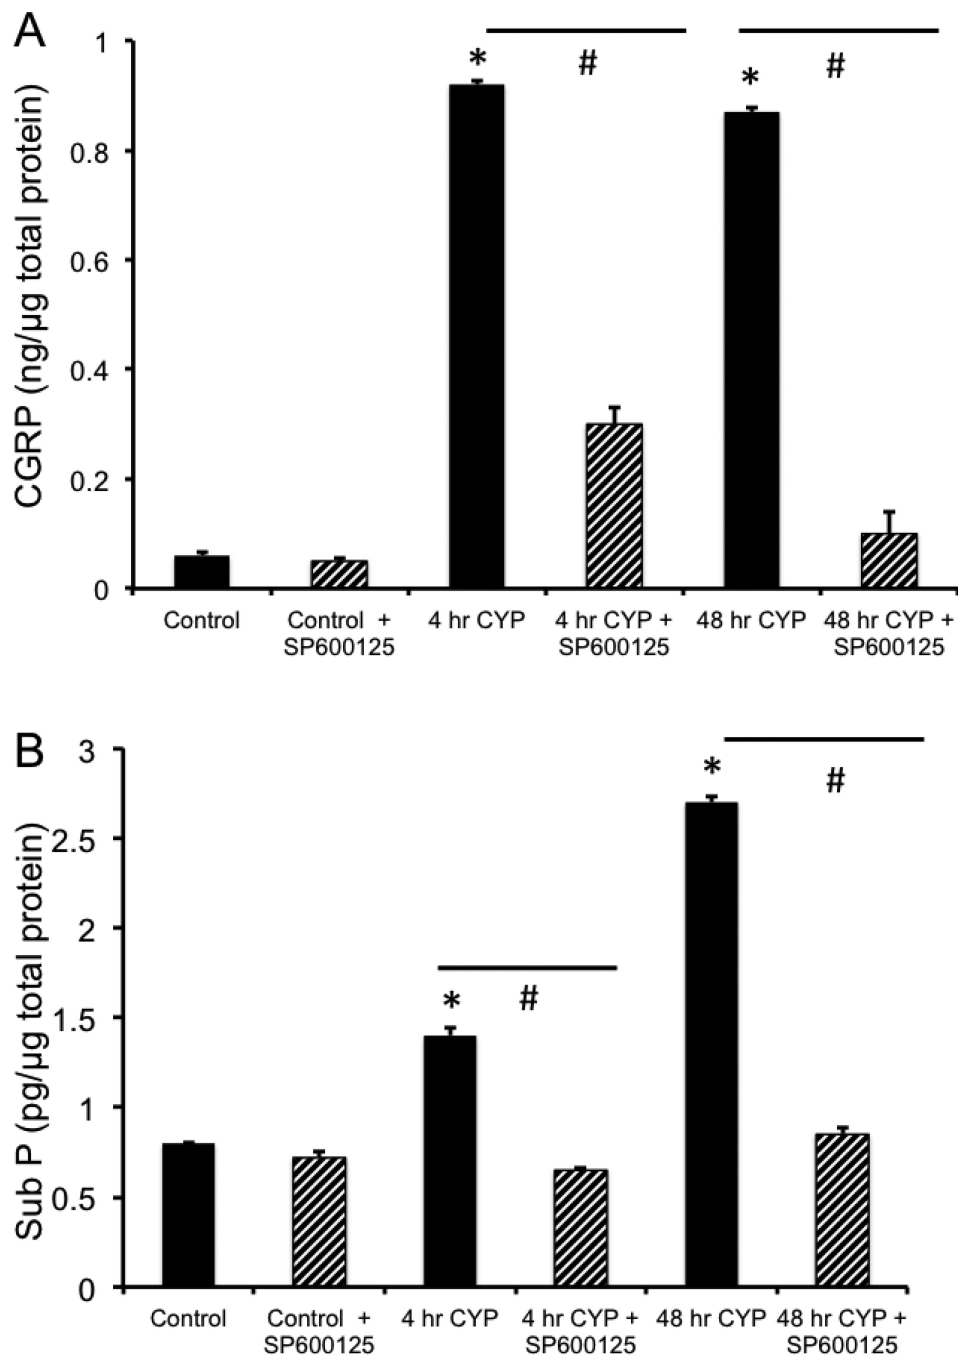 A
CGRP (ng/µg total protein)
1
0.8
0.6
0.4
0.2
0
*
#
*
#
Control
Control +
SP600125
4 hr CYP
4 hr CYP +
SP600125
48 hr CYP
48 hr CYP +
SP600125
B
Sub P (pg/µg total protein)
3
2.5
2
1.5
1
0.5
0
*
#
*
#
Control
Control +
SP600125
4 hr CYP
4 hr CYP +
SP600125
48 hr CYP
48 hr CYP +
SP600125